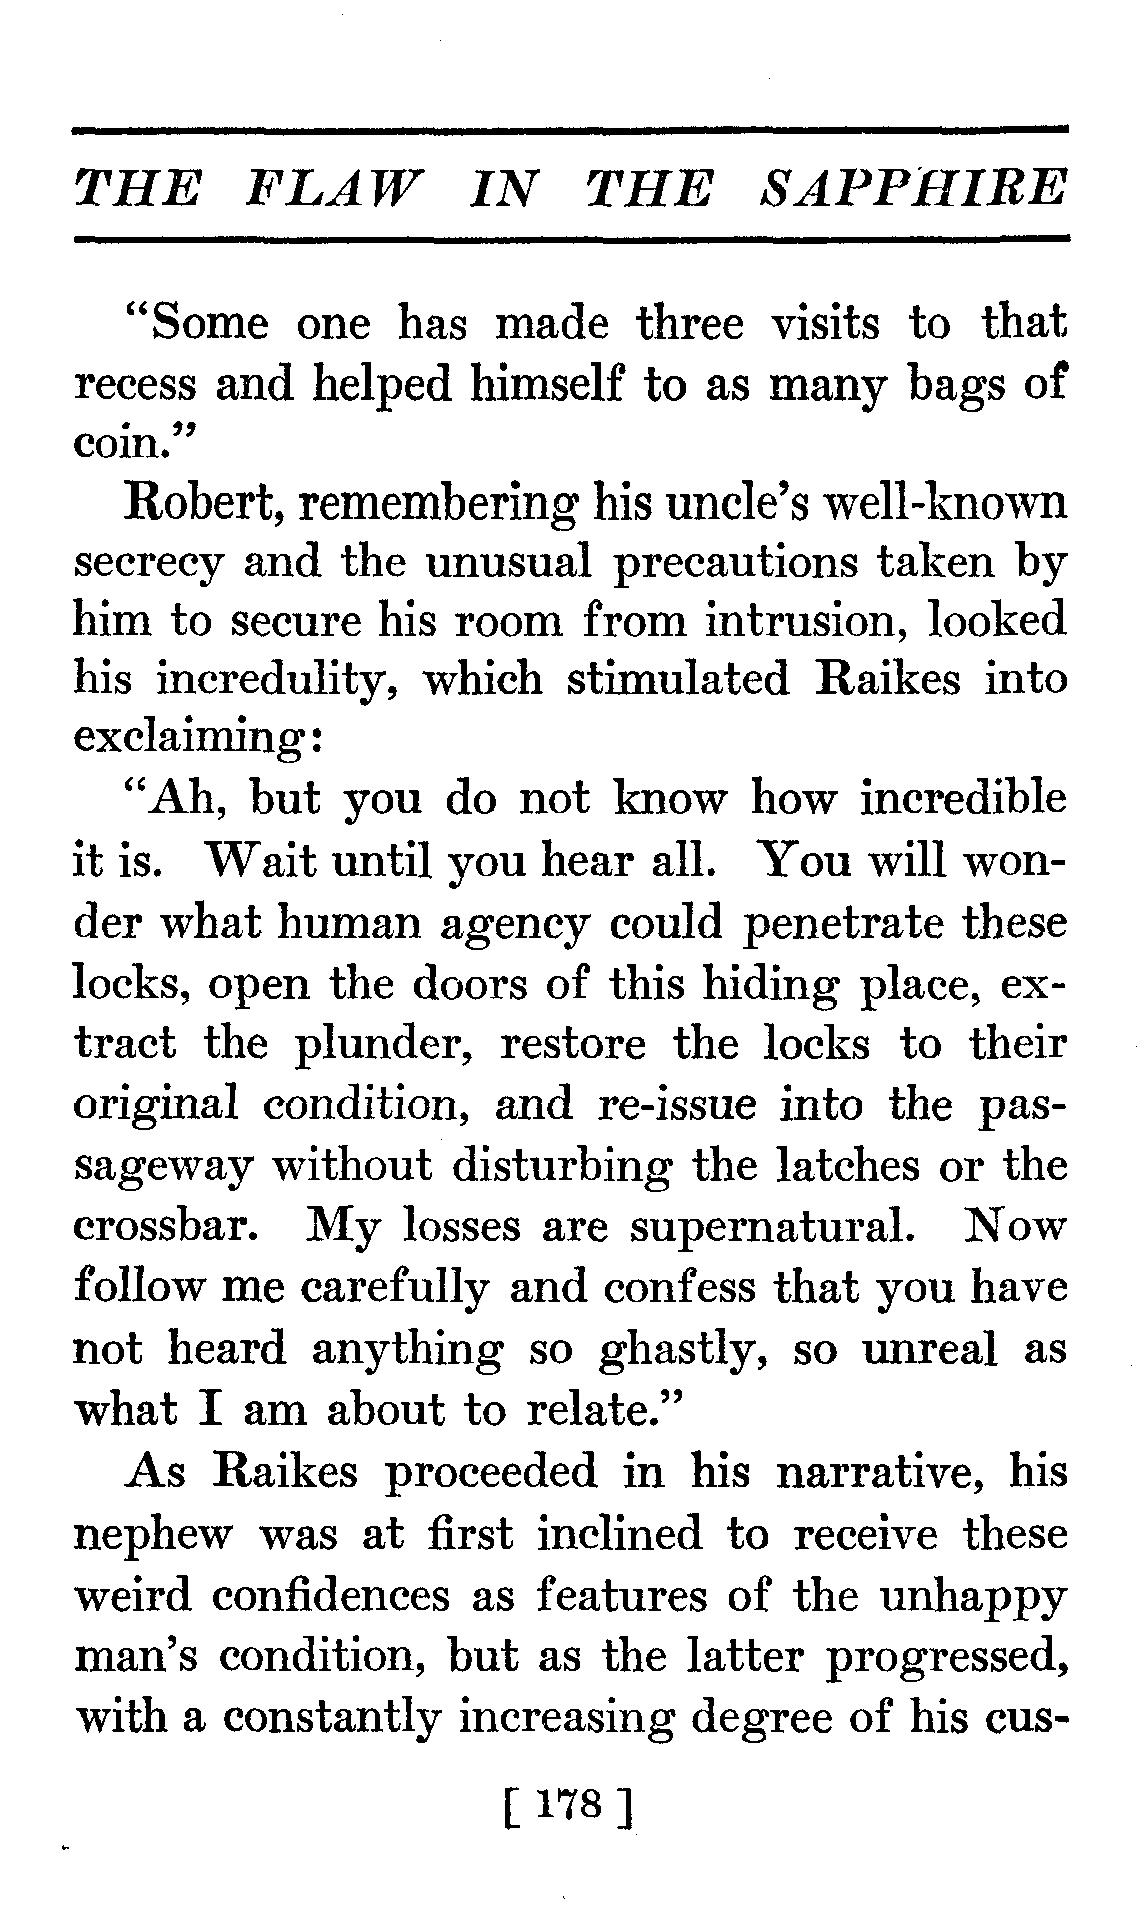 THE FLAW IN THE SAPPHIRE
“Some one has made three visits to that
recess and helped himself to as many bags of
coin.”
Robert, remembering his uncle’s well-known
secrecy and the unusual precautions taken by
him to secure his room from intrusion, looked
his incredulity, which stimulated Raikes into
exclaiming:
“Ah, but you do not know how incredible
it is. Wait until you hear all. You will won-
der what human agency could penetrate these
locks, open the doors of this hiding place, ex-
tract the plunder, restore the locks to their
original condition, and re-issue into the pas-
sageway without disturbing the latches or the
crossbar. My losses are supernatural. Now
follow me carefully and confess that you have
not heard anything so ghastly, so unreal as
what I am about to relate.”
As Raikes proceeded in his narrative, his
nephew was at first inclined to receive these
weird confidences as features of the unhappy
man’s condition, but as the latter progressed,
with a constantly increasing degree of his cus-
[ 178 ]